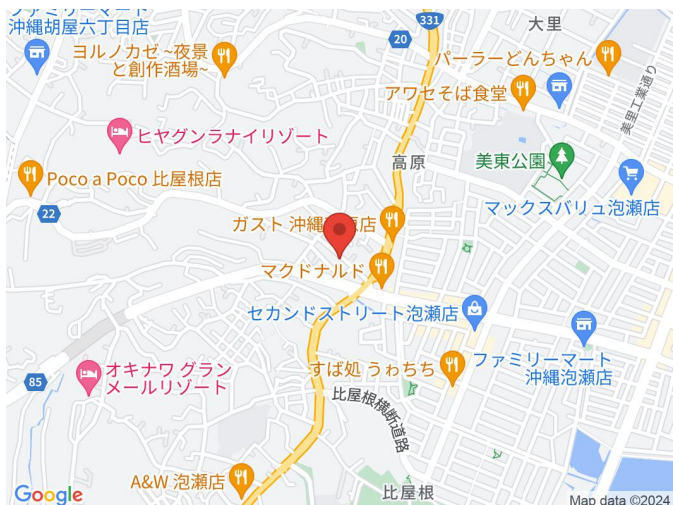 ファミリーマート
沖縄胡屋六丁目店
331
大里
20
ヨルノカゼ ~夜景
と創作酒場~
パーラーどんちゃん
アワセそば食堂
美里工業通り
ヒヤグンラナイリゾート
高原
美東公園
Poco a Poco 比屋根店
マックスバリュ泡瀬店
22
ガスト 沖縄
店
マクドナルド
セカンドストリート泡瀬店
ファミリーマート
沖縄泡瀬店
すば処 うゎちち
オキナワ グラン
メールリゾート
85
比屋根横断道路
A&W 泡瀬店
比屋根
Google
Map data ©2024